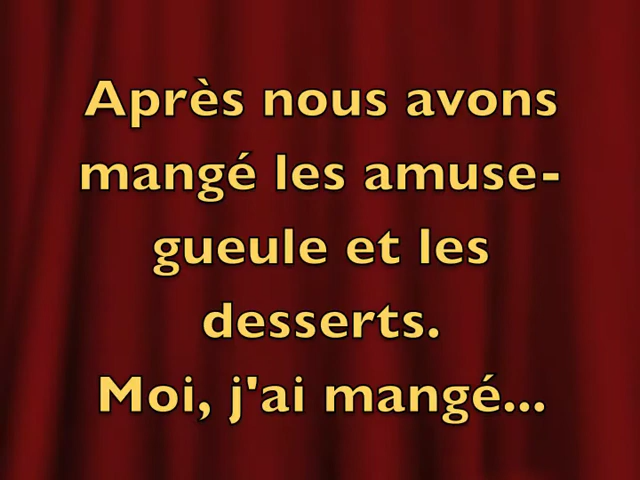 Après nous avons
mangé les amuse-
gueule et les
desserts.
Moi, j'ai mangé...